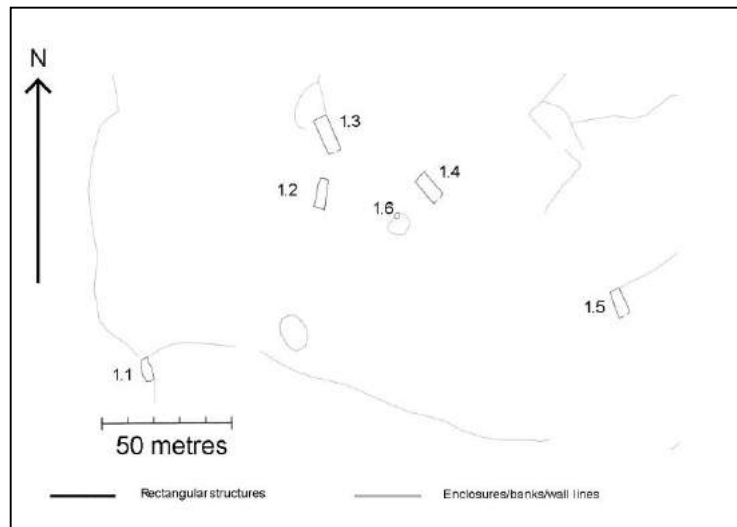 N
1.3
1.4
1.2
1.6
1.5
1.1
50 metres
Rectangular structures
Enclosures/banks/wall lines